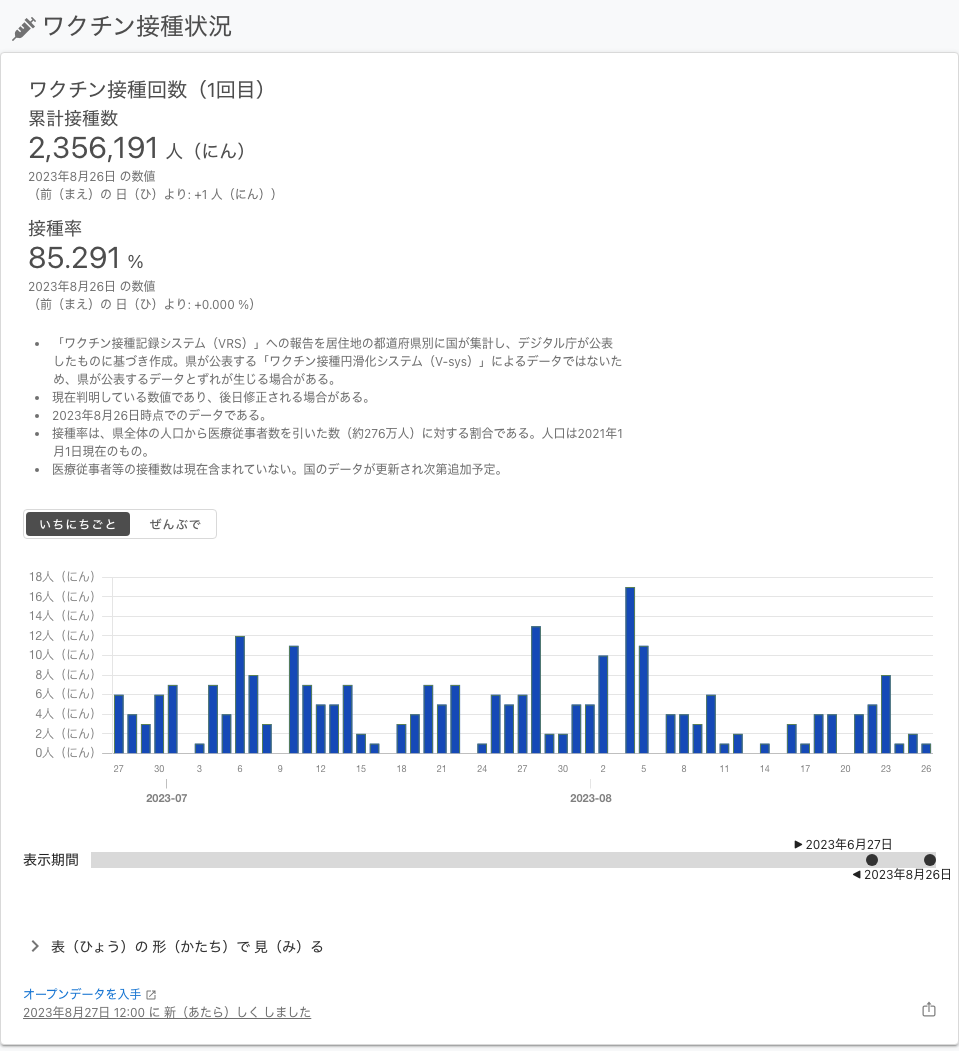 ワクチン接種状況
ワクチン接種回数（1回目）
累計接種数
2,356,191 人（にん）
2023年8月26日 の数値
（前（まえ）の 日（ひ）より: +1 人（にん））
接種率
85.291 %
2023年8月26日 の数値
（前（まえ）の 日（ひ）より: +0.000 %）
• 「ワクチン接種記録システム（VRS）」への報告を居住地の都道府県別に国が集計し、デジタル庁が公表
したものに基づき作成。県が公表する「ワクチン接種円滑化システム（V-sys）」によるデータではないた
め、県が公表するデータとずれが生じる場合がある。
• 現在判明している数値であり、後日修正される場合がある。
• 2023年8月26日時点でのデータである。
• 接種率は、県全体の人口から医療従事者数を引いた数（約276万人）に対する割合である。人口は2021年1
月1日現在のもの。
• 医療従事者等の接種数は現在含まれていない。国のデータが更新され次第追加予定。
いちにちごと ぜんぶで
18人（にん）
16人（にん）
14人（にん）
12人（にん）
10人（にん）
8人（にん）
6人（にん）
4人（にん）
2人（にん）
0人（にん）
27 30 3 6 9 12 15 18 21 24 27 30 2 5 8 11 14 17 20 23 26
2023-07 2023-08
▶ 2023年6月27日
表示期間
◀ 2023年8月26日
表（ひょう）の 形（かたち）で 見（み）る
オープンデータを入手
2023年8月27日 12:00 に 新（あたら）しく しました